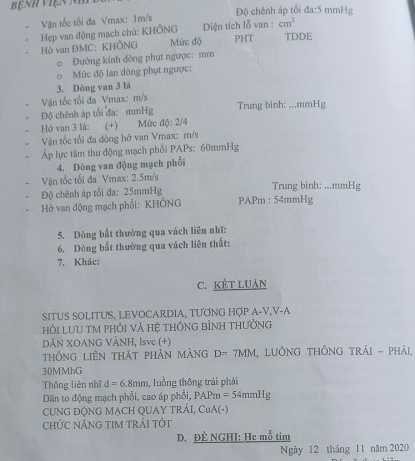 BỆNH VIỆN NHI
Độ chênh áp tối đa:5 mmHg
- Vận tốc tối đa Vmax: 1m/s
- Hẹp van động mạch chủ: KHÔNG Diện tích lỗ van : cm²
- Hở van ĐMC: KHÔNG Mức độ PHT TDDE
o Đường kính dòng phụt ngược: mm
o Mức độ lan dòng phụt ngược:
3. Dòng van 3 lá
- Vận tốc tối đa Vmax: m/s
- Độ chênh áp tối đa: mmHg Trung bình: ...mmHg
- Hở van 3 lá: (+) Mức độ: 2/4
- Vận tốc tối đa dòng hở van Vmax: m/s
- Áp lực tâm thu động mạch phổi PAPs: 60mmHg
4. Dòng van động mạch phổi
- Vận tốc tối đa Vmax: 2.5m/s
- Độ chênh áp tối đa: 25mmHg Trung bình: ...mmHg
- Hở van động mạch phổi: KHÔNG PAPm : 54mmHg
5. Dòng bất thường qua vách liên nhĩ:
6. Dòng bất thường qua vách liên thất:
7. Khác:
C. KẾT LUẬN
SITUS SOLITUS, LEVOCARDIA, TƯƠNG HỢP A-V,V-A
HỒI LƯU TM PHỔI VÀ HỆ THỐNG BÌNH THƯỜNG
DÃN XOANG VÀNH, lsvc (+)
THÔNG LIÊN THẤT PHẦN MÀNG D= 7MM, LUỒNG THÔNG TRÁI – PHẢI,
30MMhG
Thông liên nhĩ d = 6.8mm, luồng thông trái phải
Dãn to động mạch phổi, cao áp phổi, PAPm = 54mmHg
CUNG ĐỘNG MẠCH QUAY TRÁI, CoA(-)
CHỨC NĂNG TIM TRÁI TỐT
D. ĐỀ NGHỊ: Hc mổ tim
Ngày 12 tháng 11 năm 2020